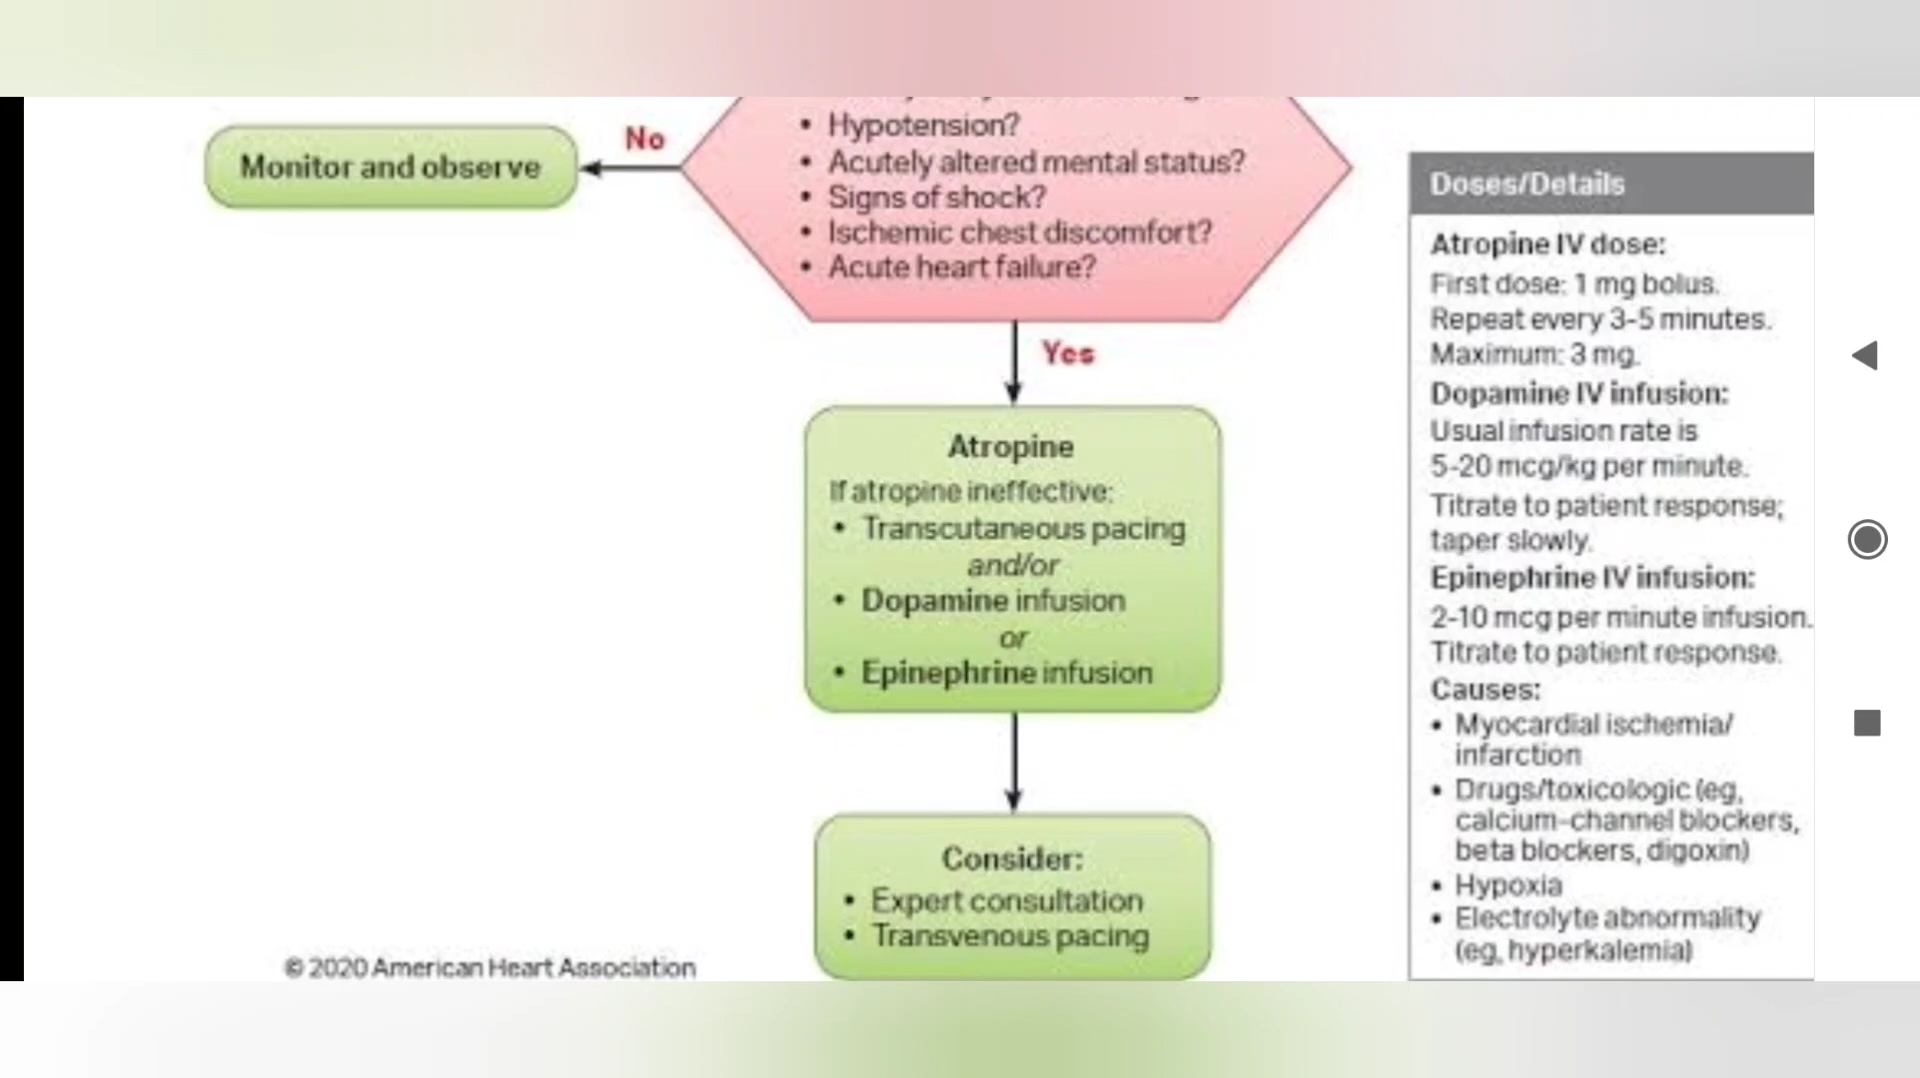 No
Monitor and observe
• Hypotension?
• Acutely altered mental status?
• Signs of shock?
• Ischemic chest discomfort?
• Acute heart failure?
Yes
Atropine
If atropine ineffective:
• Transcutaneous pacing
and/or
• Dopamine infusion
or
• Epinephrine infusion
Consider:
• Expert consultation
• Transvenous pacing
© 2020 American Heart Association
Doses/Details
Atropine IV dose:
First dose: 1 mg bolus.
Repeat every 3-5 minutes.
Maximum: 3 mg.
Dopamine IV infusion:
Usual infusion rate is
5-20 mcg/kg per minute.
Titrate to patient response;
taper slowly.
Epinephrine IV infusion:
2-10 mcg per minute infusion.
Titrate to patient response.
Causes:
• Myocardial ischemia/
infarction
• Drugs/toxicologic (eg,
calcium-channel blockers,
beta blockers, digoxin)
• Hypoxia
• Electrolyte abnormality
(eg, hyperkalemia)